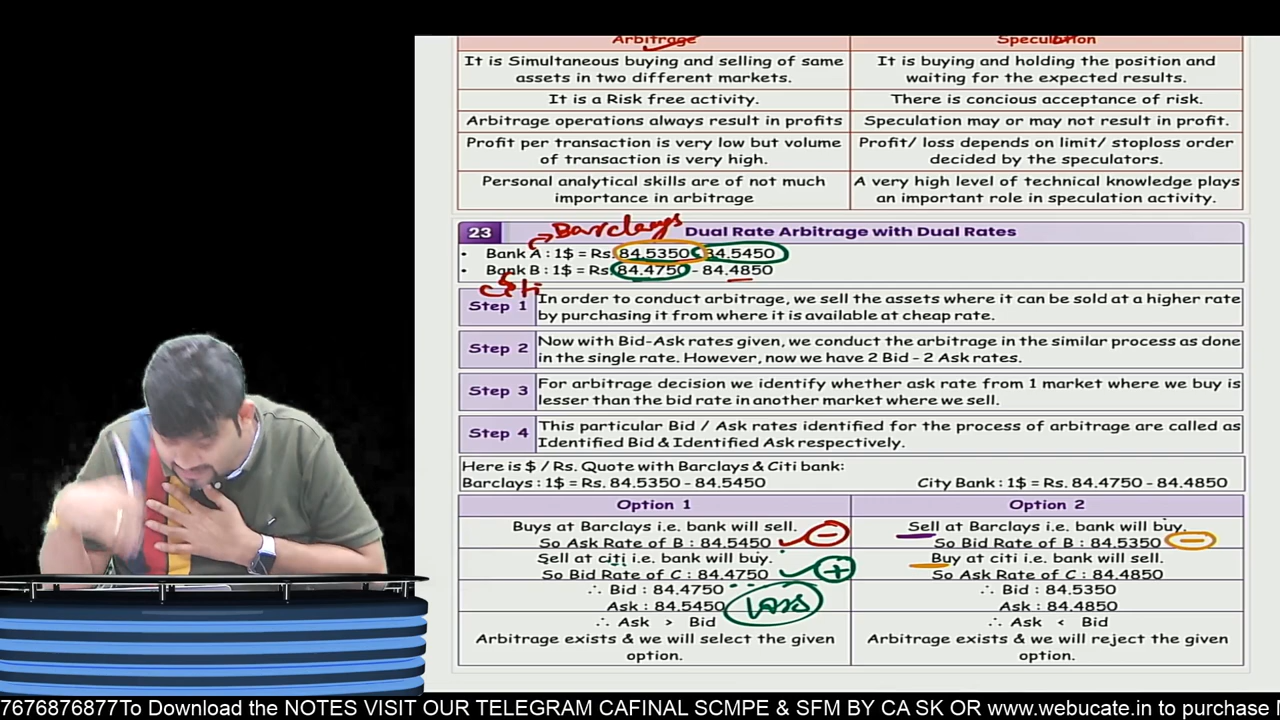 Arbitrage
Speculation
It is Simultaneous buying and selling of same
assets in two different markets.
It is buying and holding the position and
waiting for the expected results.
It is a Risk free activity.
There is concious acceptance of risk.
Arbitrage operations always result in profits
Speculation may or may not result in profit.
Profit per transaction is very low but volume
of transaction is very high.
Profit/ loss depends on limit/ stoploss order
decided by the speculators.
Personal analytical skills are of not much
importance in arbitrage
A very high level of technical knowledge plays
an important role in speculation activity.
Barclays
23 Dual Rate Arbitrage with Dual Rates
• Bank A : 1$ = Rs. 84.5350 - 84.5450
• Bank B : 1$ = Rs. 84.4750 - 84.4850
Citi
Step 1
In order to conduct arbitrage, we sell the assets where it can be sold at a higher rate
by purchasing it from where it is available at cheap rate.
Step 2
Now with Bid-Ask rates given, we conduct the arbitrage in the similar process as done
in the single rate. However, now we have 2 Bid - 2 Ask rates.
Step 3
For arbitrage decision we identify whether ask rate from 1 market where we buy is
lesser than the bid rate in another market where we sell.
Step 4
This particular Bid / Ask rates identified for the process of arbitrage are called as
Identified Bid & Identified Ask respectively.
Here is $ / Rs. Quote with Barclays & Citi bank:
Barclays : 1$ = Rs. 84.5350 - 84.5450 City Bank : 1$ = Rs. 84.4750 - 84.4850
Option 1
Option 2
Buys at Barclays i.e. bank will sell.
So Ask Rate of B : 84.5450 −
Sell at Barclays i.e. bank will buy.
So Bid Rate of B : 84.5350 −
Sell at citi i.e. bank will buy.
So Bid Rate of C : 84.4750 +
Buy at citi i.e. bank will sell.
So Ask Rate of C : 84.4850
∴ Bid : 84.4750
Ask : 84.5450
Loss
∴ Bid : 84.5350
Ask : 84.4850
∴ Ask > Bid
Arbitrage exists & we will select the given
option.
∴ Ask < Bid
Arbitrage exists & we will reject the given
option.
7676876877To Download the NOTES VISIT OUR TELEGRAM CAFINAL SCMPE & SFM BY CA SK OR www.webucate.in to purchase